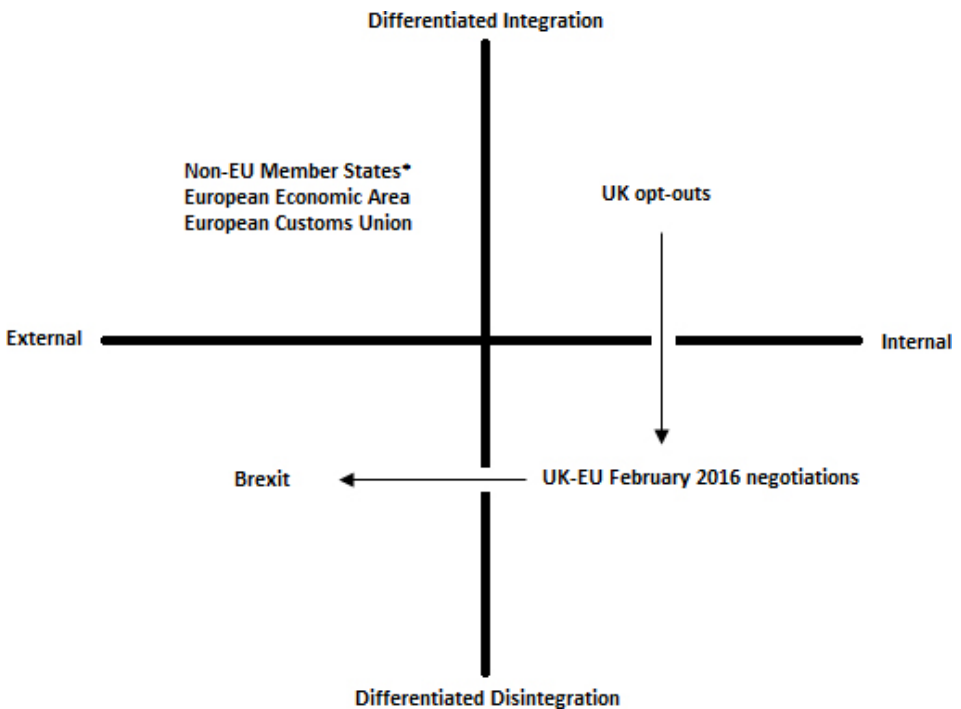 Differentiated Integration
Non-EU Member States*
European Economic Area
European Customs Union
UK opt-outs
External
Internal
Brexit
UK-EU February 2016 negotiations
Differentiated Disintegration